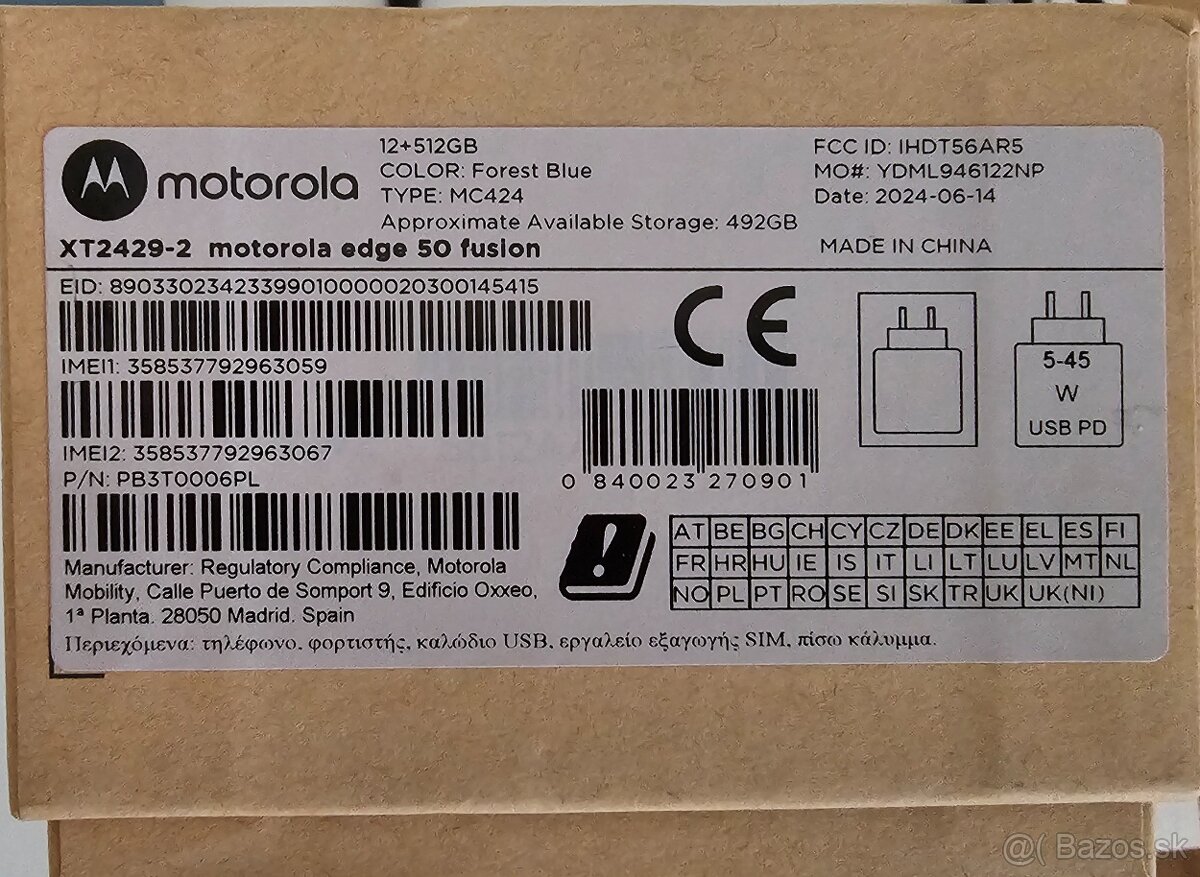 motorola
12+512GB
COLOR: Forest Blue
TYPE: MC424
Approximate Available Storage: 492GB
FCC ID: IHDT56AR5
MO#: YDML946122NP
Date: 2024-06-14
XT2429-2 motorola edge 50 fusion
MADE IN CHINA
EID: 89033023423399010000020300145415
IMEI1: 358537792963059
IMEI2: 358537792963067
P/N: PB3T0006PL
CE
0 840023 270901
5-45
W
USB PD
AT BE BG CH CY CZ DE DK EE EL ES FI
FR HR HU IE IS IT LI LT LU LV MT NL
NO PL PT RO SE SI SK TR UK UK(NI)
Manufacturer: Regulatory Compliance, Motorola
Mobility, Calle Puerto de Somport 9, Edificio Oxxeo,
1ª Planta. 28050 Madrid. Spain
Περιεχόμενα: τηλέφωνο, φορτιστής, καλώδιο USB, εργαλείο εξαγωγής SIM, πίσω κάλυμμα.
@( Bazos.sk